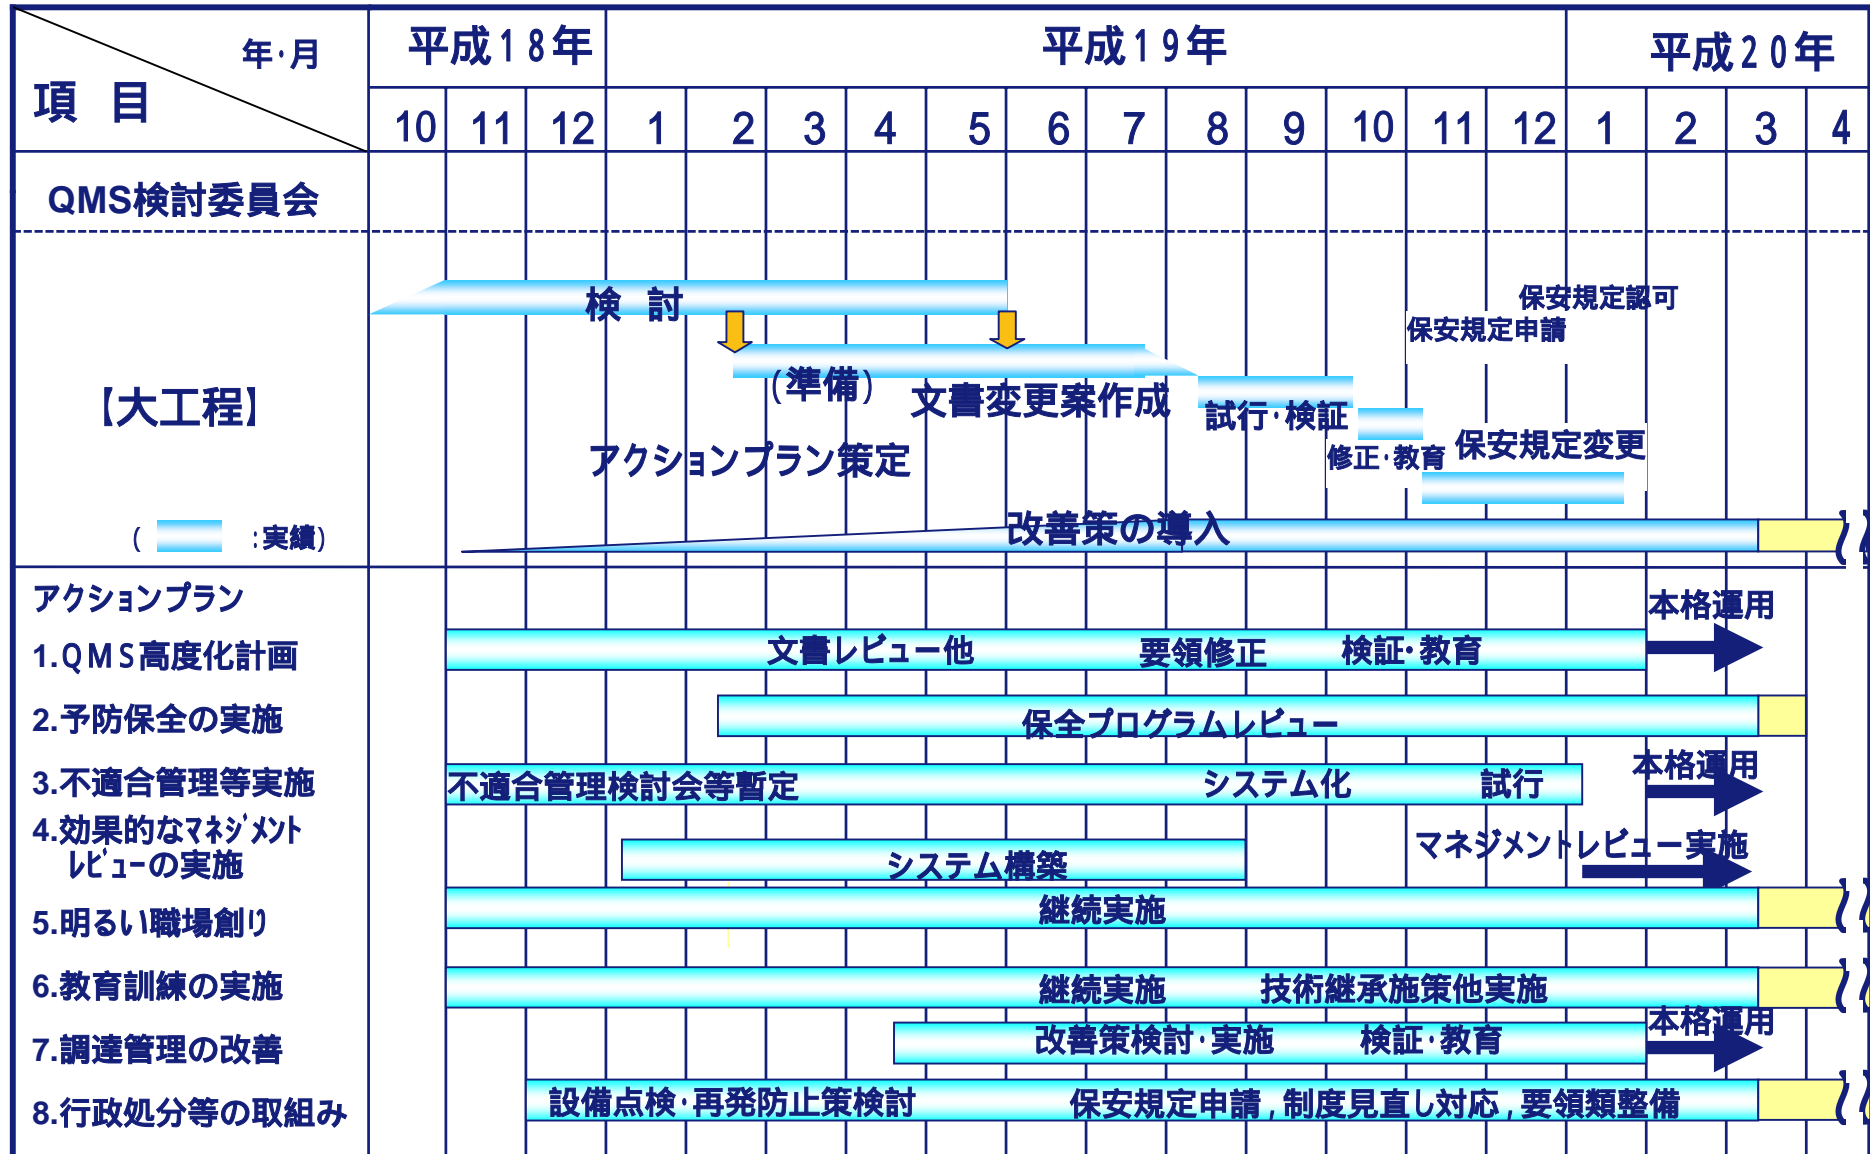 年・月
項 目
平成18年
平成19年
平成20年
10 11 12 1 2 3 4 5 6 7 8 9 10 11 12 1 2 3 4
QMS検討委員会
検 討
保安規定認可
保安規定申請
(準備)
文書変更案作成
試行・検証
【大工程】
アクションプラン策定
修正・教育
保安規定変更
改善策の導入
( :実績)
アクションプラン
本格運用
1.QMS高度化計画
文書レビュー他 要領修正 検証・教育
2.予防保全の実施
保全プログラムレビュー
3.不適合管理等実施
不適合管理検討会等暫定 システム化 試行
本格運用
4.効果的なマネジメント
レビューの実施
システム構築
マネジメントレビュー実施
5.明るい職場創り
継続実施
6.教育訓練の実施
継続実施 技術継承施策他実施
7.調達管理の改善
改善策検討・実施 検証・教育
本格運用
8.行政処分等の取組み
設備点検・再発防止策検討 保安規定申請,制度見直し対応,要領類整備